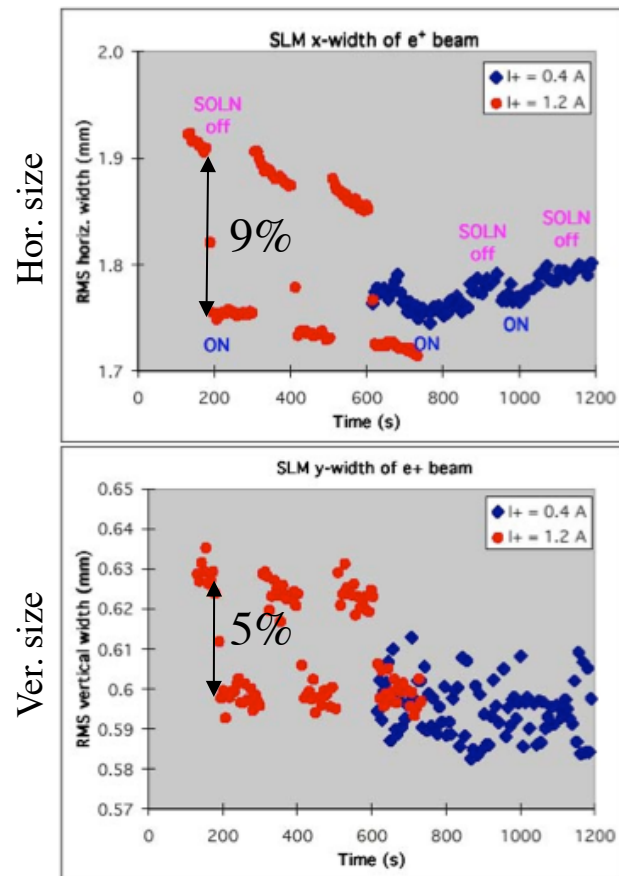 SLM x-width of e+ beam
Hor. size
RMS horiz. width (mm)
2.0
1.9
1.8
1.7
I+ = 0.4 A
I+ = 1.2 A
SOLN
off
9%
SOLN
off
SOLN
off
ON
ON
ON
0 200 400 600 800 1000 1200
Time (s)
SLM y-width of e+ beam
Ver. size
RMS vertical width (mm)
0.65
0.64
0.63
0.62
0.61
0.6
0.59
0.58
0.57
I+ = 0.4 A
I+ = 1.2 A
5%
0 200 400 600 800 1000 1200
Time (s)